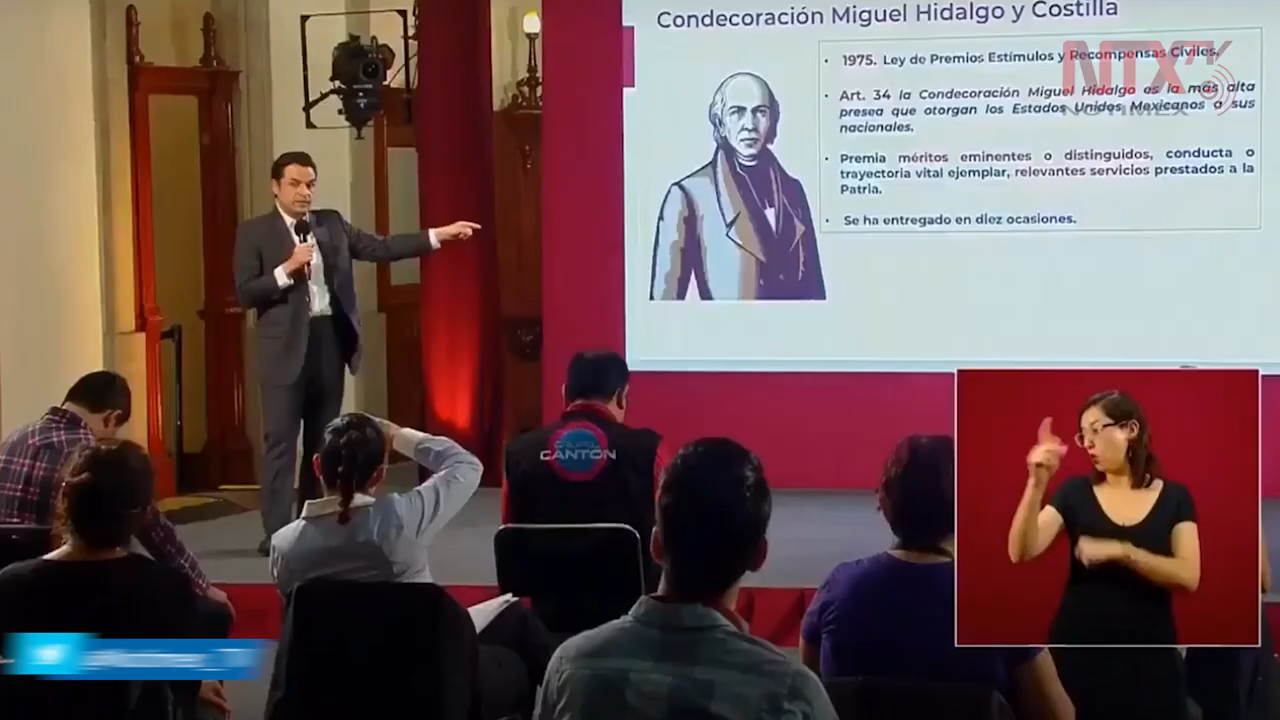 Condecoración Miguel Hidalgo y Costilla
• 1975. Ley de Premios Estímulos y Recompensas Civiles.
• Art. 34 la Condecoración Miguel Hidalgo es la más alta
presea que otorgan los Estados Unidos Mexicanos a sus
nacionales.
• Premia méritos eminentes o distinguidos, conducta o
trayectoria vital ejemplar, relevantes servicios prestados a la
Patria.
• Se ha entregado en diez ocasiones.
NTX
NOTIMEX
GRUPO
CANTÓN